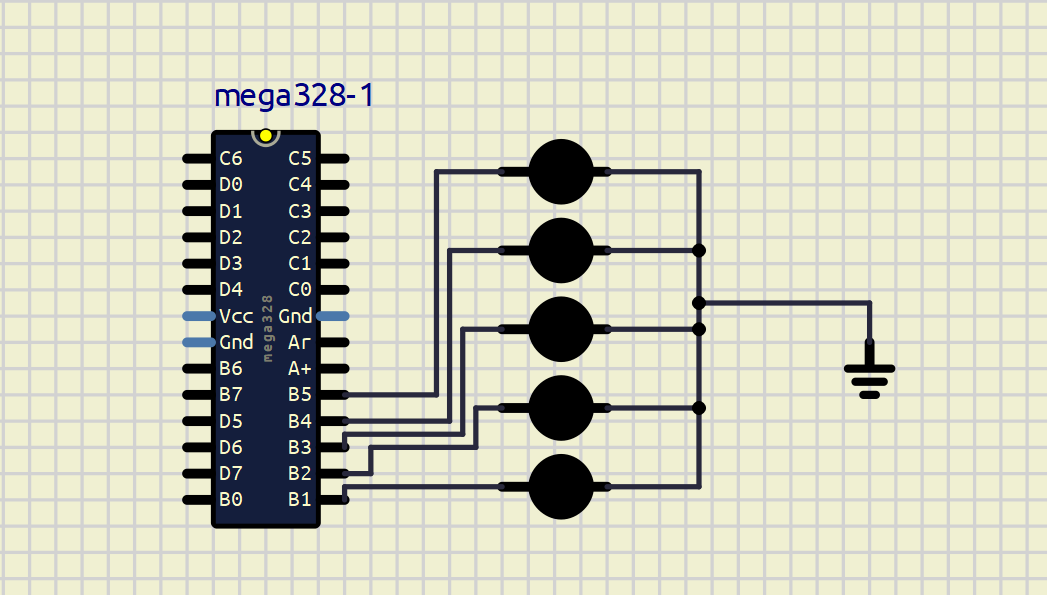 mega328-1
C6 C5
D0 C4
D1 C3
D2 C2
D3 C1
D4 C0
Vcc Gnd
Gnd Ar
B6 A+
B7 B5
D5 B4
D6 B3
D7 B2
B0 B1
mega328